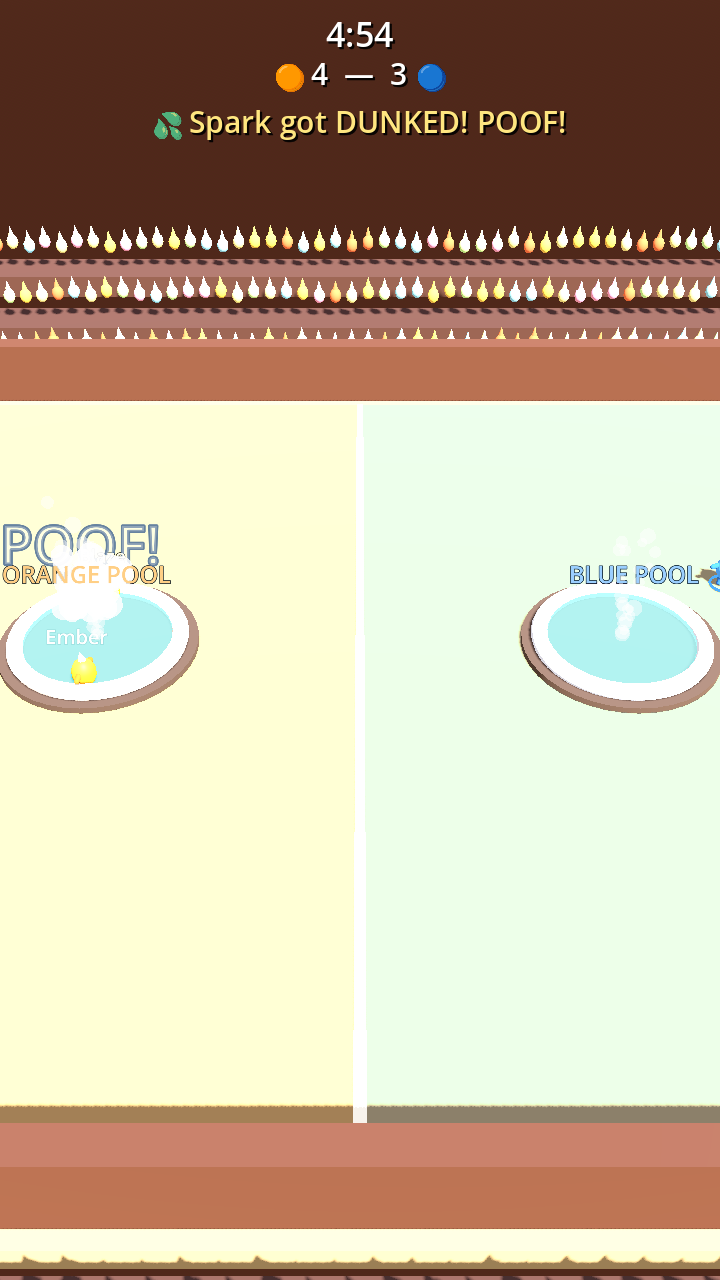 4:54
4 — 3
Spark got DUNKED! POOF!
POOF!
ORANGE POOL
BLUE POOL
Ember